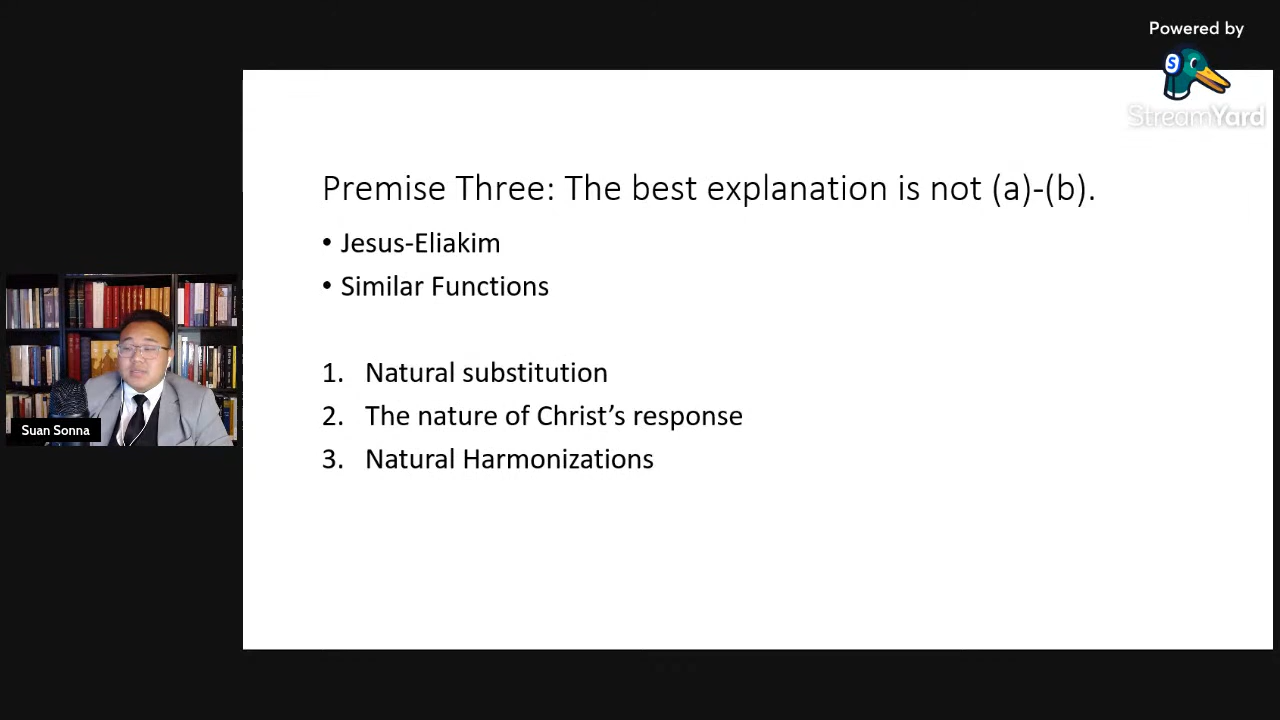 Powered by
S
StreamYard
Premise Three: The best explanation is not (a)-(b).
• Jesus-Eliakim
• Similar Functions
1. Natural substitution
2. The nature of Christ’s response
3. Natural Harmonizations
Suan Sonna